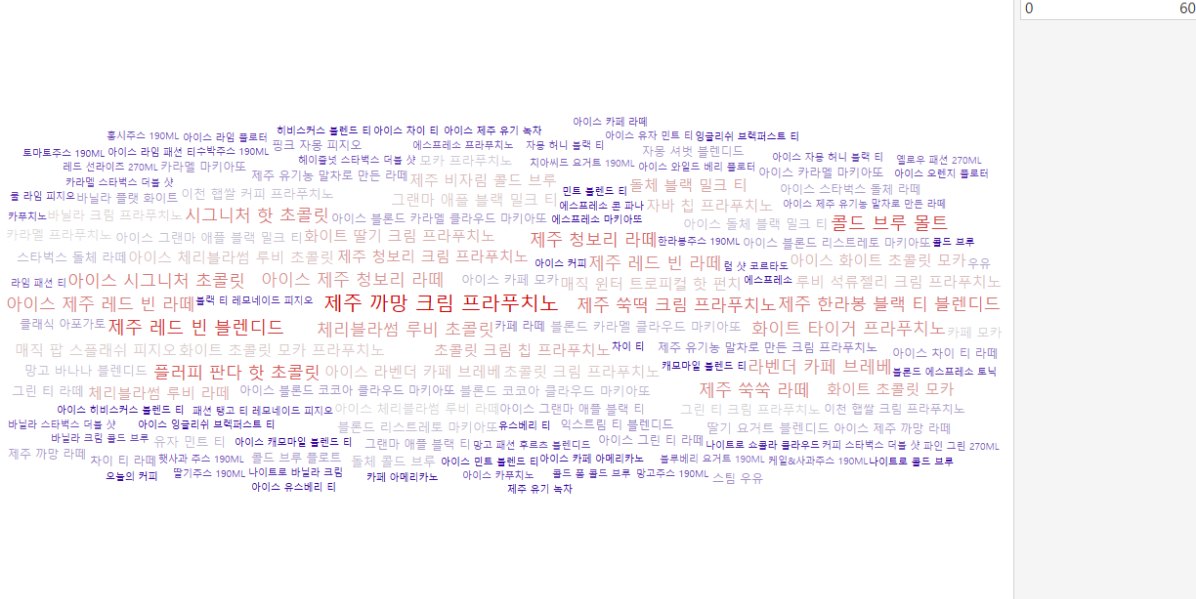 0 60
아이스 카페 라떼
홍시주스 190ML 아이스 라임 플로터 히비스커스 블렌드 티 아이스 차이 티 아이스 제주 유기 녹차 아이스 유자 민트 티 잉글리쉬 브렉퍼스트 티
핑크 자몽 피지오 에스프레소 프라푸치노 자몽 허니 블랙 티
토마토주스 190ML 아이스 라임 패션 티 수박주스 190ML 자몽 셔벗 블렌디드
헤이즐넛 스타벅스 더블 샷 모카 프라푸치노 아이스 자몽 허니 블랙 티 옐로우 패션 270ML
레드 선라이즈 270ML 카라멜 마키아또 치아씨드 요거트 190ML 아이스 와일드 베리 플로터 아이스 카라멜 마키아또 아이스 오렌지 플로터
제주 유기농 말차로 만든 라떼 제주 비자림 콜드 브루
카라멜 스타벅스 더블 샷 민트 블렌드 티 돌체 블랙 밀크 티 아이스 스타벅스 돌체 라떼
쿨 라임 피지오 바닐라 플랫 화이트 이천 햅쌀 커피 프라푸치노 그랜마 애플 블랙 밀크 티 에스프레소 콘 파나 자바 칩 프라푸치노 아이스 제주 유기농 말차로 만든 라떼
카푸치노 바닐라 크림 프라푸치노 시그니처 핫 초콜릿 아이스 블론드 카라멜 클라우드 마키아또 에스프레소 마키아또 아이스 돌체 블랙 밀크 티 콜드 브루 몰트
카라멜 프라푸치노 아이스 그랜마 애플 블랙 밀크 티 화이트 딸기 크림 프라푸치노 제주 청보리 라떼 한라봉주스 190ML 아이스 블론드 리스트레토 마키아또 콜드 브루
스타벅스 돌체 라떼 아이스 체리블라썸 루비 초콜릿 제주 청보리 크림 프라푸치노 아이스 커피 제주 레드 빈 라떼 럼 샷 코르타도 아이스 화이트 초콜릿 모카 우유
라임 패션 티 아이스 시그니처 초콜릿 아이스 제주 청보리 라떼 아이스 카페 모카 매직 윈터 트로피컬 핫 펀치 에스프레소 루비 석류젤리 크림 프라푸치노
아이스 제주 레드 빈 라떼 블랙 티 레모네이드 피지오 제주 까망 크림 프라푸치노 제주 쑥떡 크림 프라푸치노 제주 한라봉 블랙 티 블렌디드
클래식 아포가토 제주 레드 빈 블렌디드 체리블라썸 루비 초콜릿 카페 라떼 블론드 카라멜 클라우드 마키아또 화이트 타이거 프라푸치노 카페 모카
매직 팝 스플래쉬 피지오 화이트 초콜릿 모카 프라푸치노 초콜릿 크림 칩 프라푸치노 차이 티 제주 유기농 말차로 만든 크림 프라푸치노 아이스 차이 티 라떼
망고 바나나 블렌디드 플러피 판다 핫 초콜릿 아이스 라벤더 카페 브레베 초콜릿 크림 프라푸치노 캐모마일 블렌드 티 라벤더 카페 브레베 블론드 에스프레소 토닉
그린 티 라떼 체리블라썸 루비 라떼 아이스 블론드 코코아 클라우드 마키아또 블론드 코코아 클라우드 마키아또 제주 쑥쑥 라떼 화이트 초콜릿 모카
아이스 히비스커스 블렌드 티 패션 탱고 티 레모네이드 피지오 아이스 체리블라썸 루비 라떼 아이스 그랜마 애플 블랙 티 그린 티 크림 프라푸치노 이천 햅쌀 크림 프라푸치노
바닐라 스타벅스 더블 샷 아이스 잉글리쉬 브렉퍼스트 티 블론드 리스트레토 마키아또 유스베리 티 익스트림 티 블렌디드 딸기 요거트 블렌디드 아이스 제주 까망 라떼
바닐라 크림 콜드 브루 유자 민트 티 아이스 캐모마일 블렌드 티 그랜마 애플 블랙 티 망고 패션 후르츠 블렌디드 아이스 그린 티 라떼 나이트로 쇼콜라 클라우드 커피 스타벅스 더블 샷 파인 그린 270ML
제주 까망 라떼 차이 티 라떼 햇사과 주스 190ML 콜드 브루 플로트 돌체 콜드 브루 아이스 민트 블렌드 티 아이스 카페 아메리카노 블루베리 요거트 190ML 케일&사과주스 190ML 나이트로 콜드 브루
오늘의 커피 딸기주스 190ML 나이트로 바닐라 크림 카페 아메리카노 아이스 카푸치노 콜드 폼 콜드 브루 망고주스 190ML 스팀 우유
아이스 유스베리 티 제주 유기 녹차